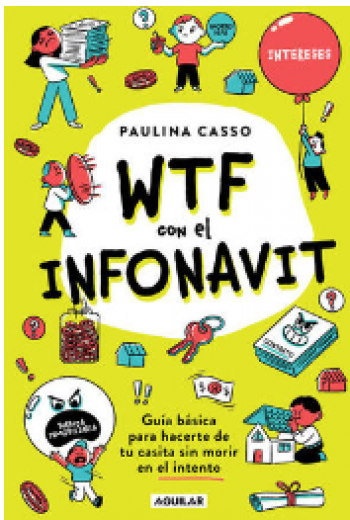 INTERESES
PAULINA CASSO
WTF
con el
INFONAVIT
CONTRATO
Guía básica
para hacerte de
tu casita sin morir
en el intento
AGUILAR